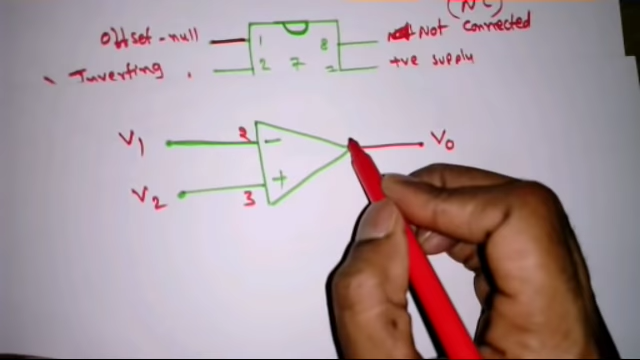 (NC)
Offset-null 1 8 Not Connected
Inverting 2 7 +ve supply
V1 2 − V0
V2 3 +